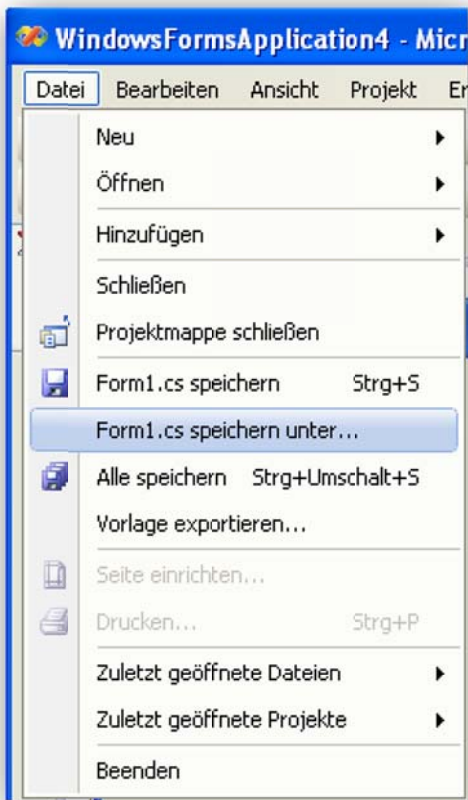 WindowsFormsApplication4 - Micr
Datei Bearbeiten Ansicht Projekt Er
Neu
Öffnen
Hinzufügen
Schließen
Projektmappe schließen
Form1.cs speichern Strg+S
Form1.cs speichern unter...
Alle speichern Strg+Umschalt+S
Vorlage exportieren...
Seite einrichten...
Drucken... Strg+P
Zuletzt geöffnete Dateien
Zuletzt geöffnete Projekte
Beenden